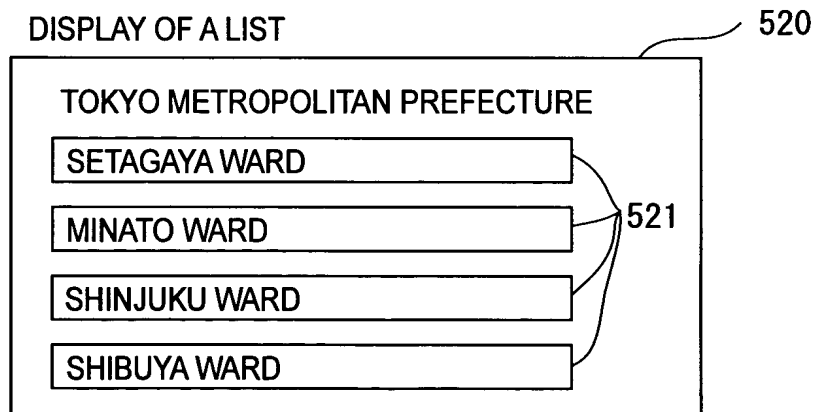 DISPLAY OF A LIST
520
TOKYO METROPOLITAN PREFECTURE
SETAGAYA WARD
MINATO WARD
521
SHINJUKU WARD
SHIBUYA WARD